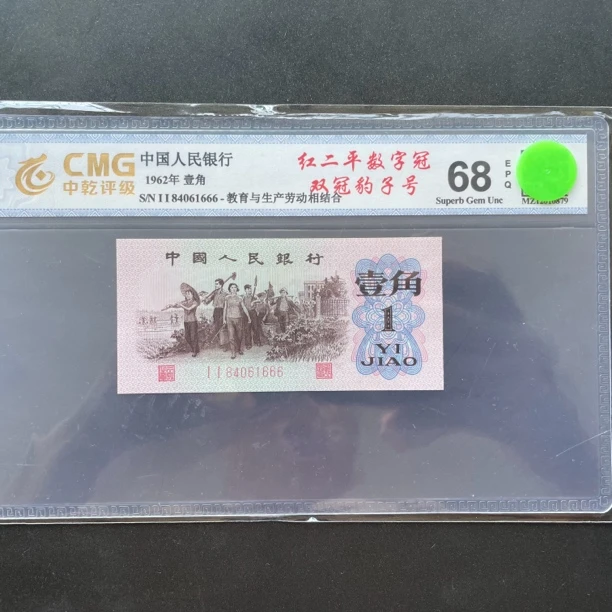 CMG
中乾评级
中国人民银行
1962年 壹角
S/N I I 84061666 - 教育与生产劳动相结合
红二平数字冠
双冠豹子号
68
EPQ
Superb Gem Unc
中國人民銀行
壹角
1
YI
JIAO
I I 84061666